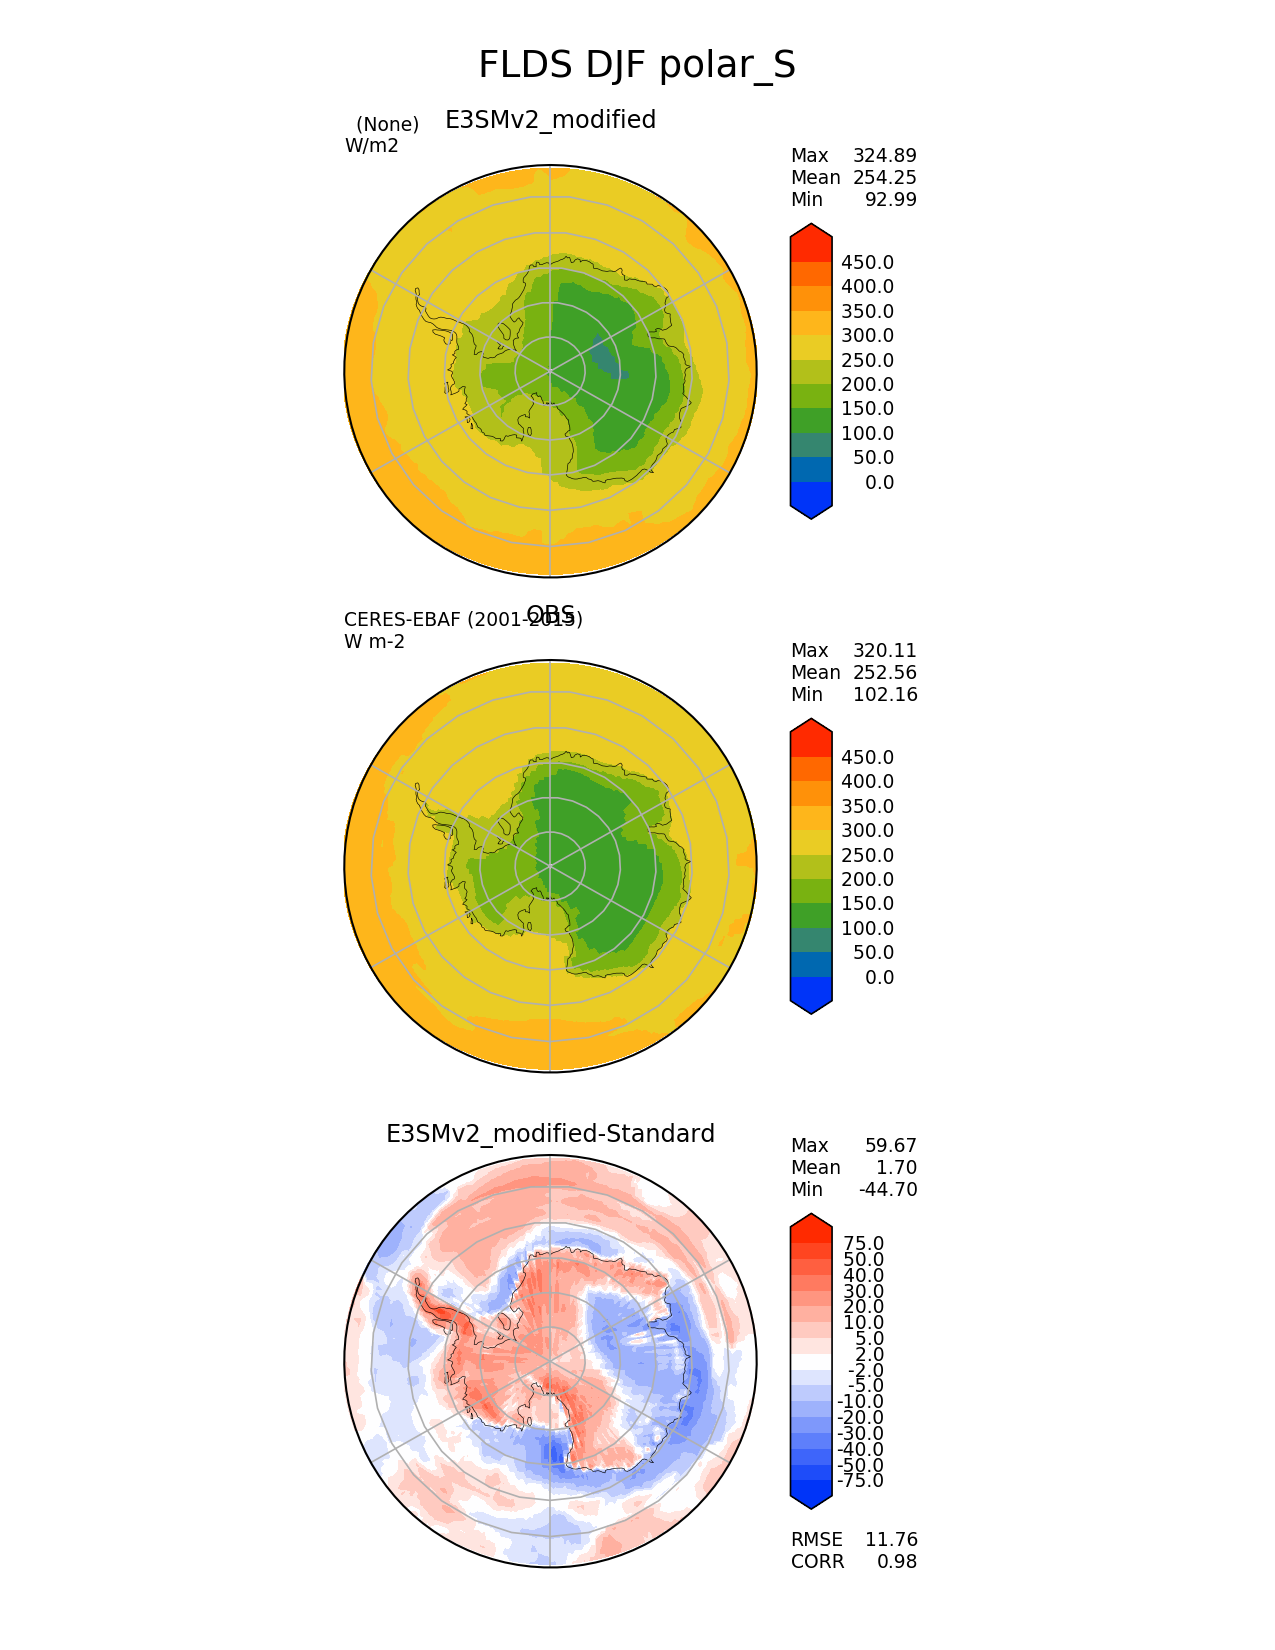 FLDS DJF polar_S
(None) E3SMv2_modified
W/m2
Max 324.89
Mean 254.25
Min 92.99
450.0
400.0
350.0
300.0
250.0
200.0
150.0
100.0
50.0
0.0
OBS
CERES-EBAF (2001-2015)
W m-2
Max 320.11
Mean 252.56
Min 102.16
450.0
400.0
350.0
300.0
250.0
200.0
150.0
100.0
50.0
0.0
E3SMv2_modified-Standard
Max 59.67
Mean 1.70
Min -44.70
75.0
50.0
40.0
30.0
20.0
10.0
5.0
2.0
-2.0
-5.0
-10.0
-20.0
-30.0
-40.0
-50.0
-75.0
RMSE 11.76
CORR 0.98